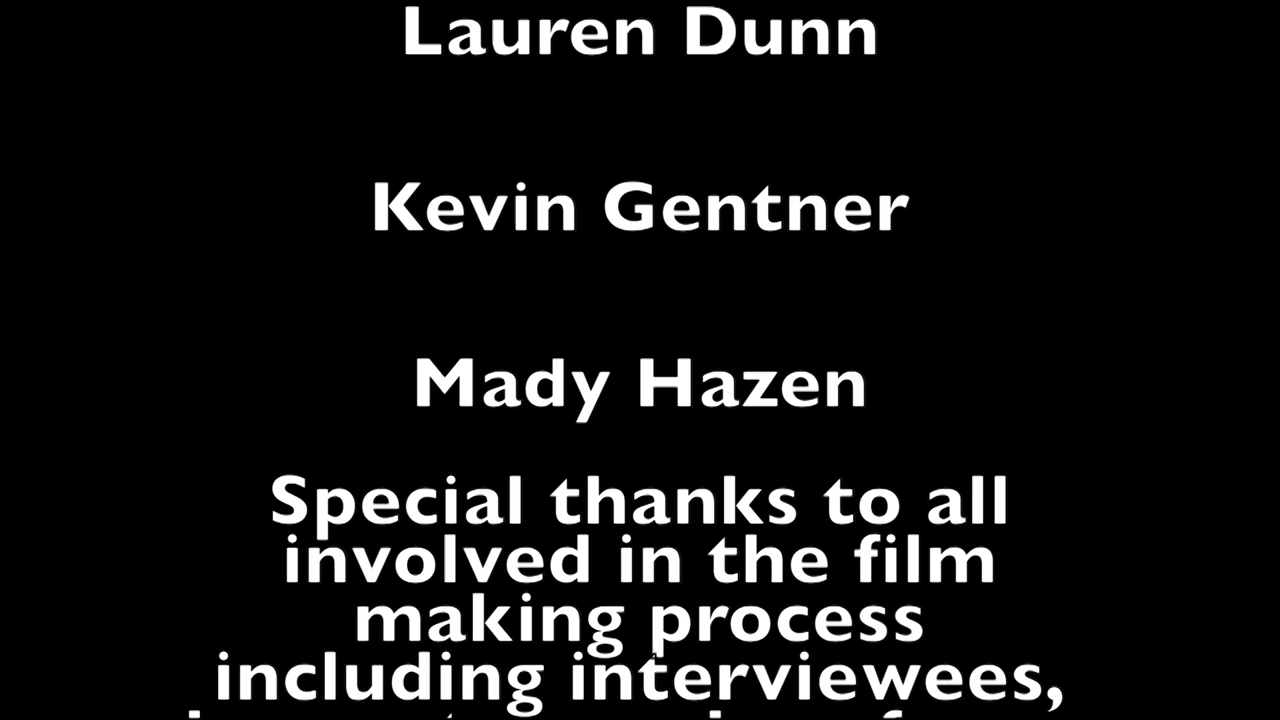 Lauren Dunn
Kevin Gentner
Mady Hazen
Special thanks to all
involved in the film
making process
including interviewees,